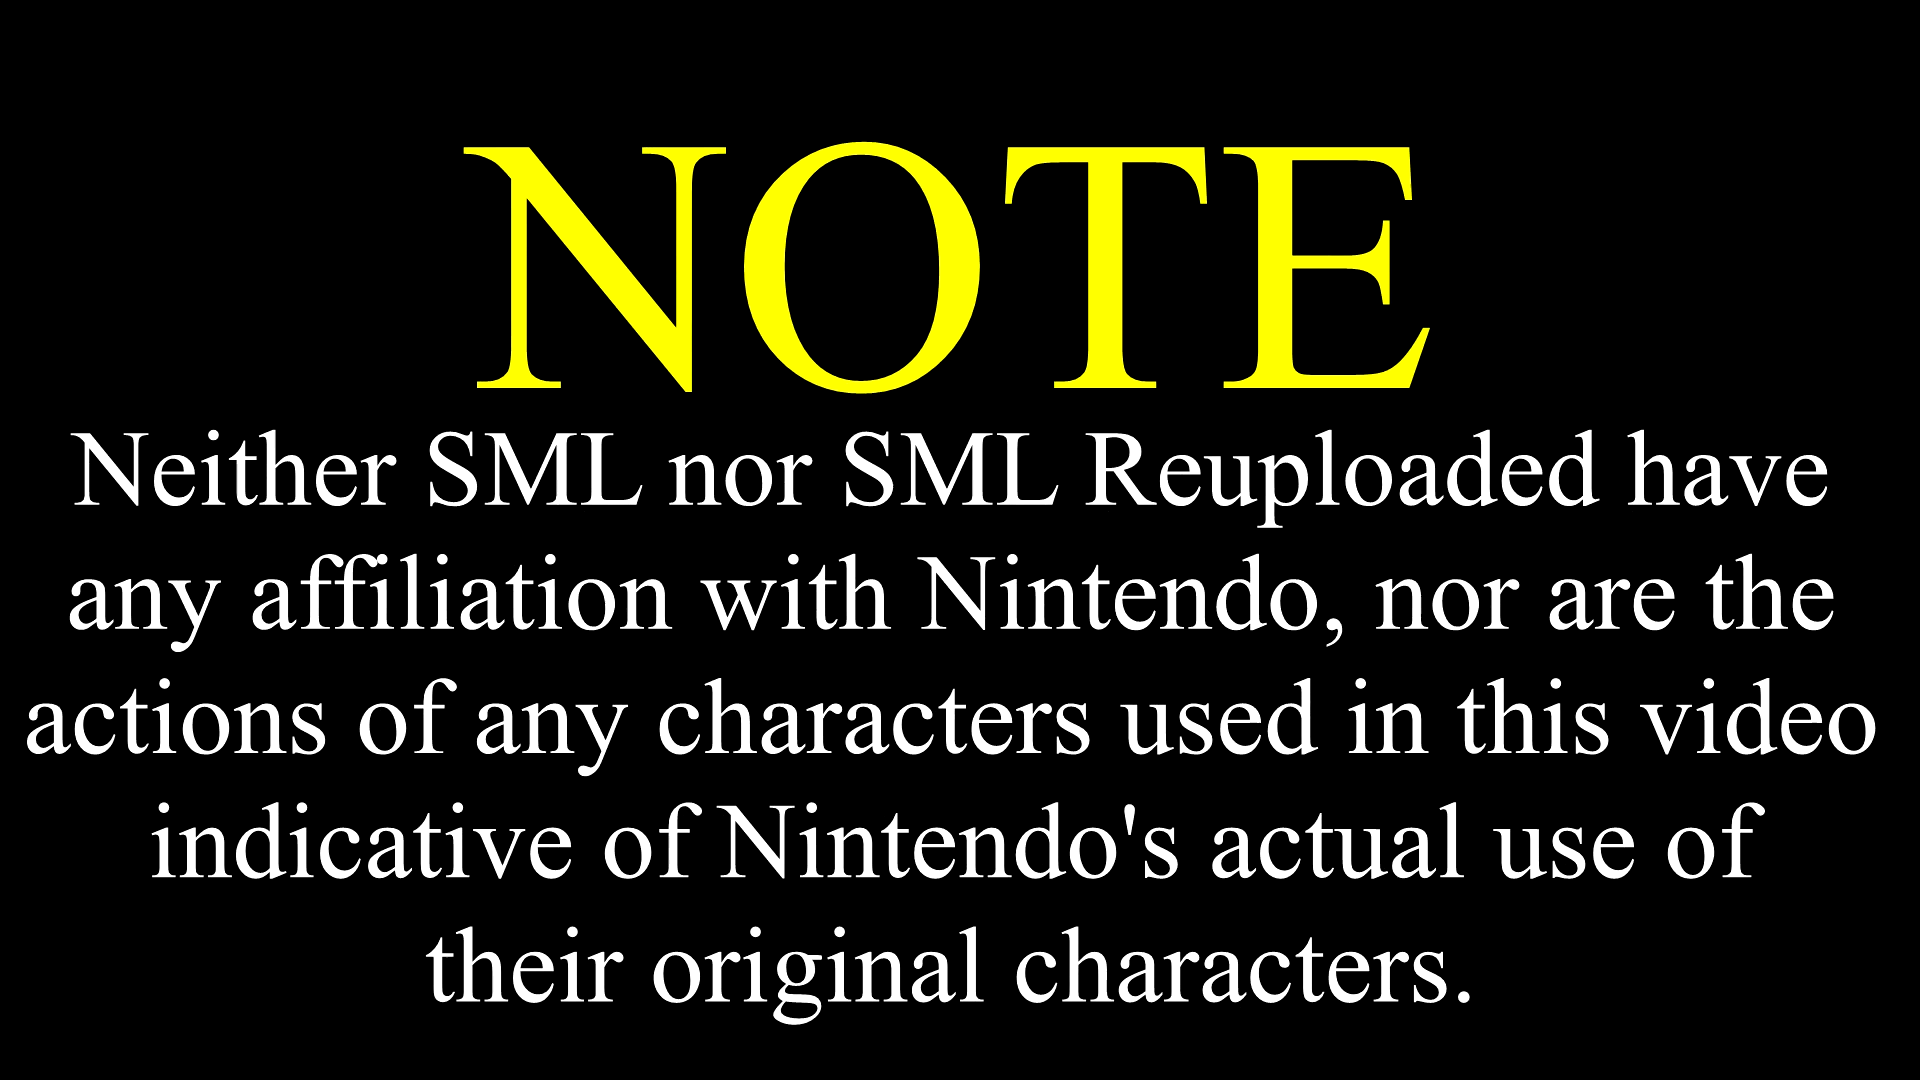 NOTE
Neither SML nor SML Reuploaded have
any affiliation with Nintendo, nor are the
actions of any characters used in this video
indicative of Nintendo's actual use of
their original characters.